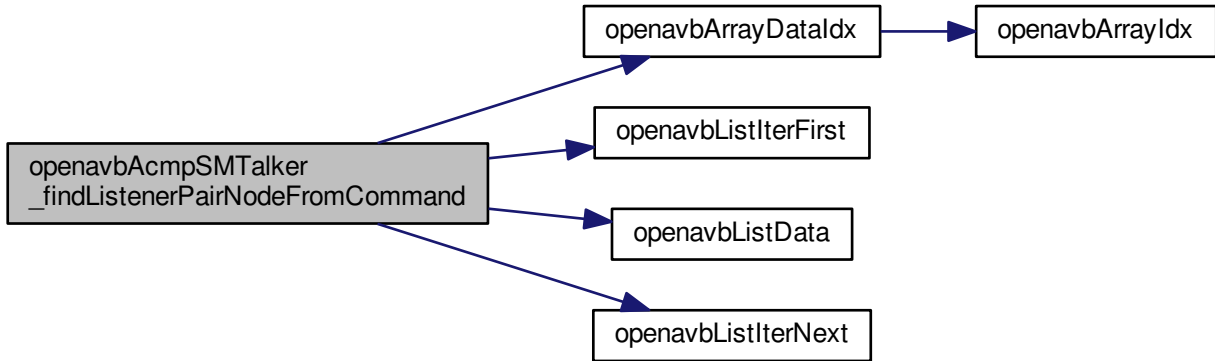 openavbAcmpSMTalker
_findListenerPairNodeFromCommand
openavbArrayDataIdx
openavbArrayIdx
openavbListIterFirst
openavbListData
openavbListIterNext